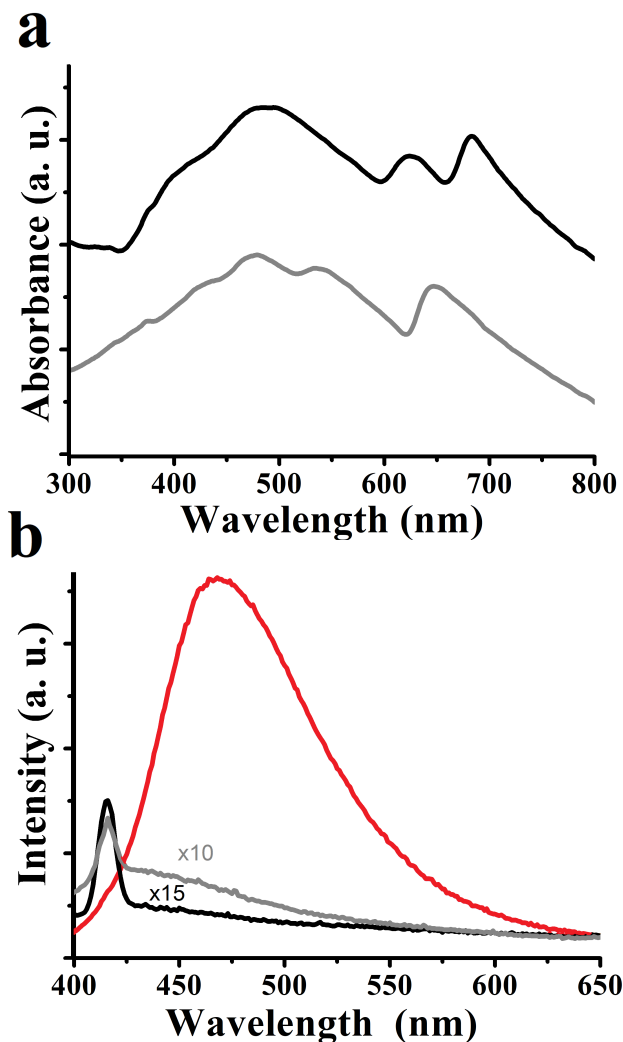 a
Absorbance (a. u.)
300 400 500 600 700 800
Wavelength (nm)
b
Intensity (a. u.)
x10
x15
400 450 500 550 600 650
Wavelength (nm)